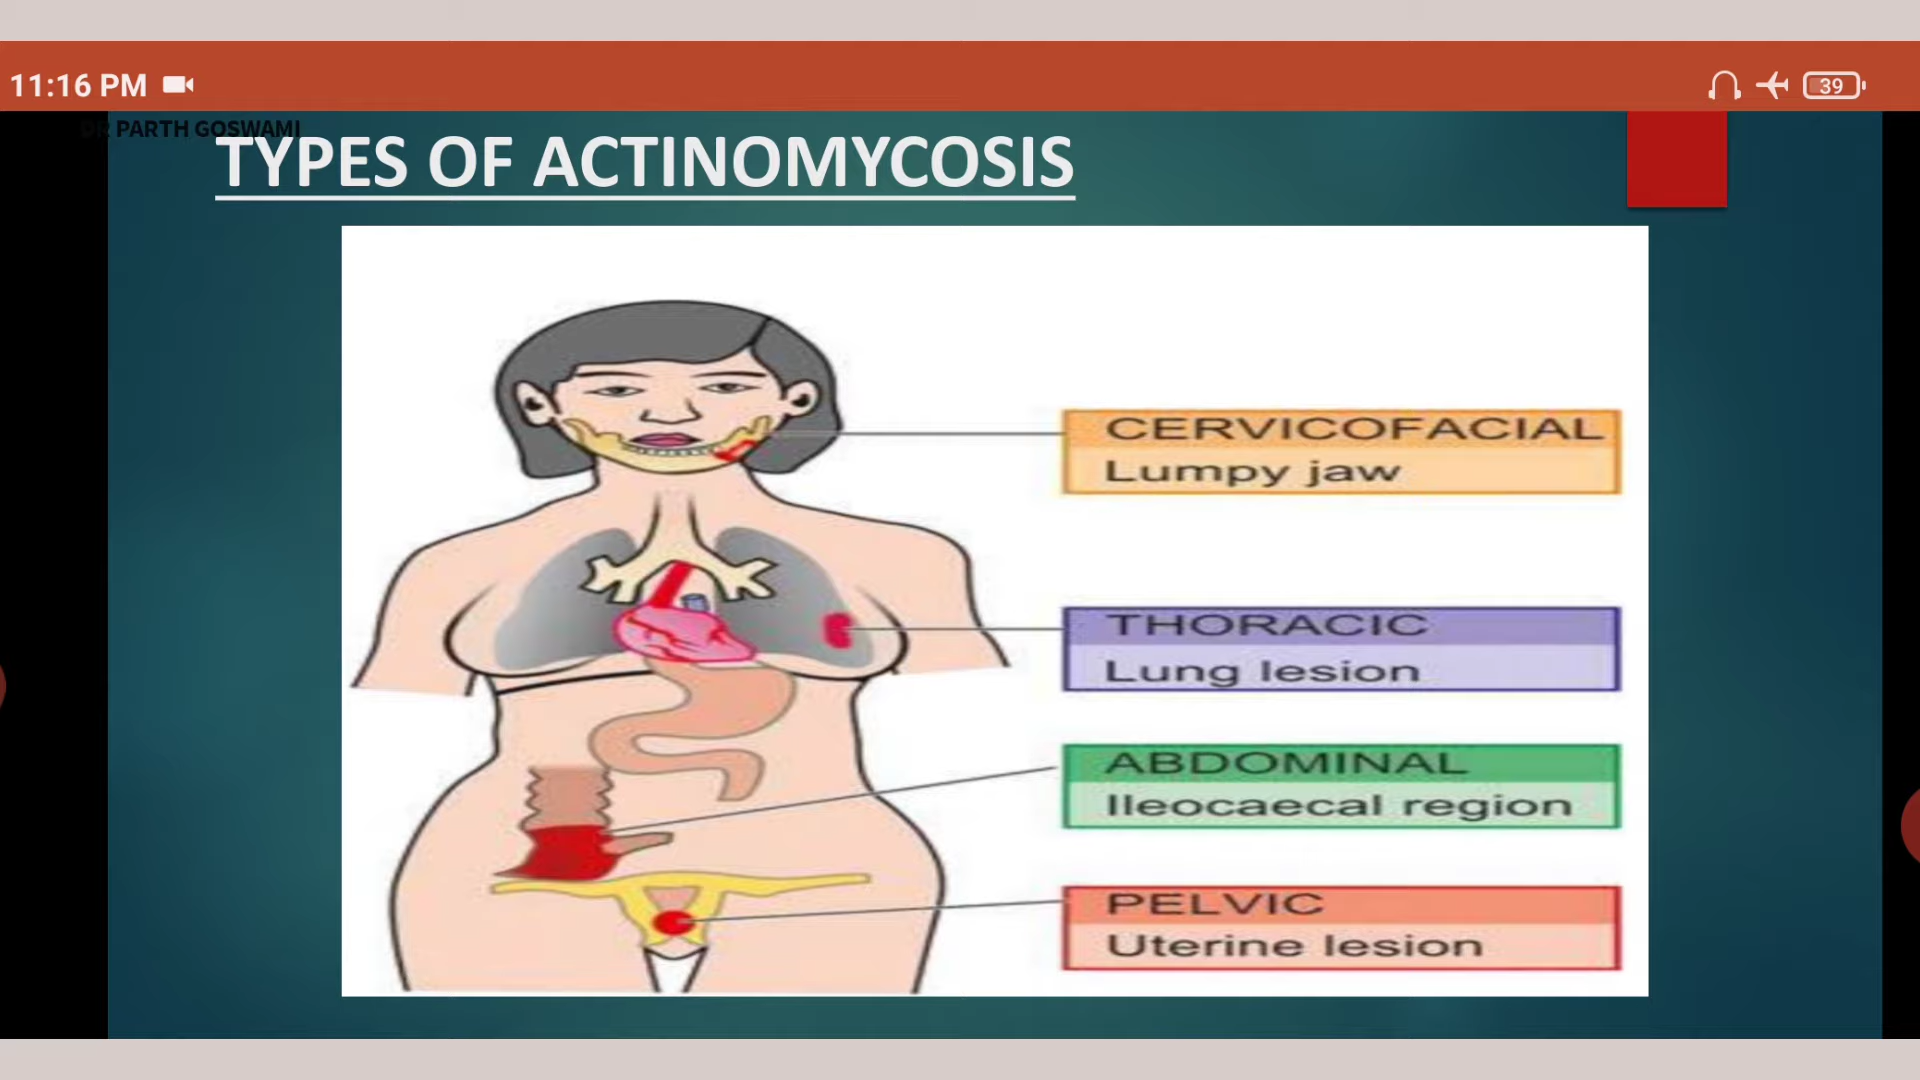 11:16 PM
39
DR PARTH GOSWAMI
TYPES OF ACTINOMYCOSIS
CERVICOFACIAL
Lumpy jaw
THORACIC
Lung lesion
ABDOMINAL
Ileocaecal region
PELVIC
Uterine lesion